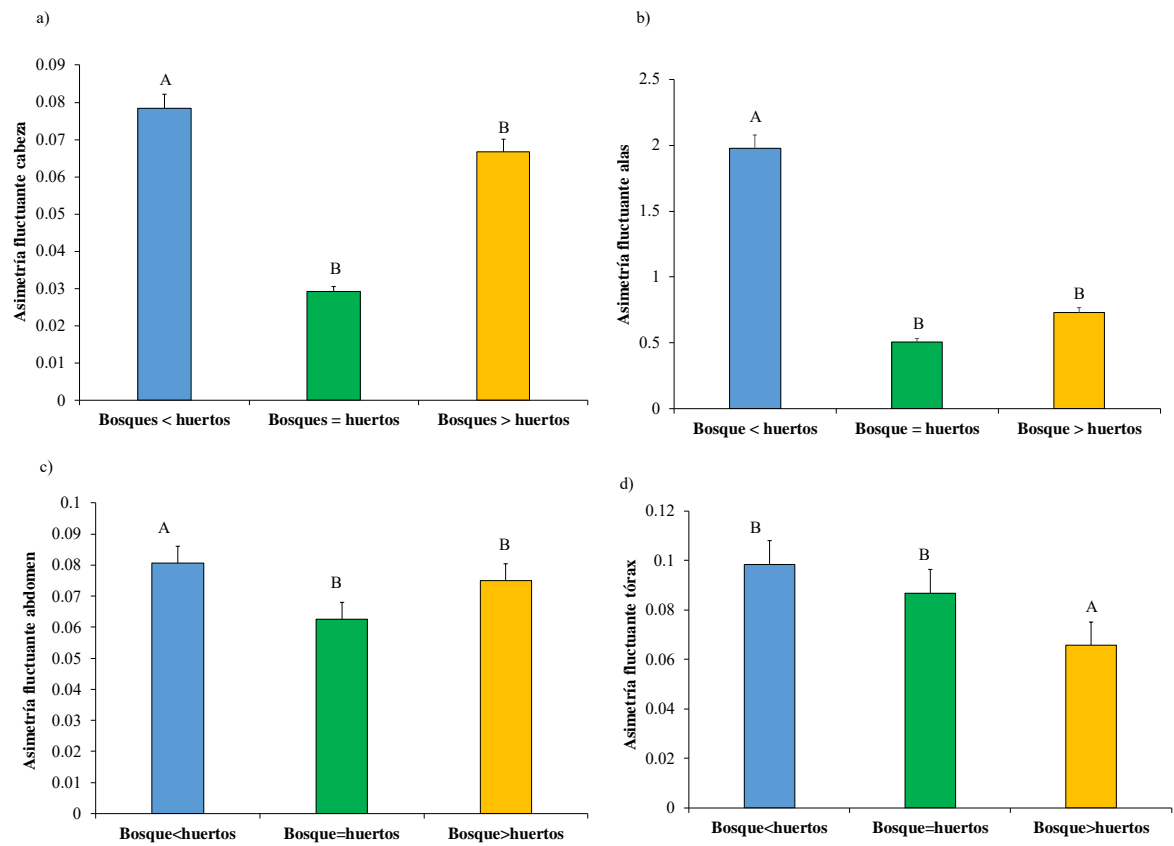 a)
Asimetría fluctuante cabeza
0.09
0.08
0.07
0.06
0.05
0.04
0.03
0.02
0.01
0
A
B
B
Bosques < huertos
Bosques = huertos
Bosques > huertos
b)
Asimetría fluctuante alas
2.5
2
1.5
1
0.5
0
A
B
B
Bosque < huertos
Bosque = huertos
Bosque > huertos
c)
Asimetría fluctuante abdomen
0.1
0.09
0.08
0.07
0.06
0.05
0.04
0.03
0.02
0.01
0
A
B
B
Bosque<huertos
Bosque=huertos
Bosque>huertos
d)
Asimetría fluctuante tórax
0.12
0.1
0.08
0.06
0.04
0.02
0
B
B
A
Bosque<huertos
Bosque=huertos
Bosque>huertos